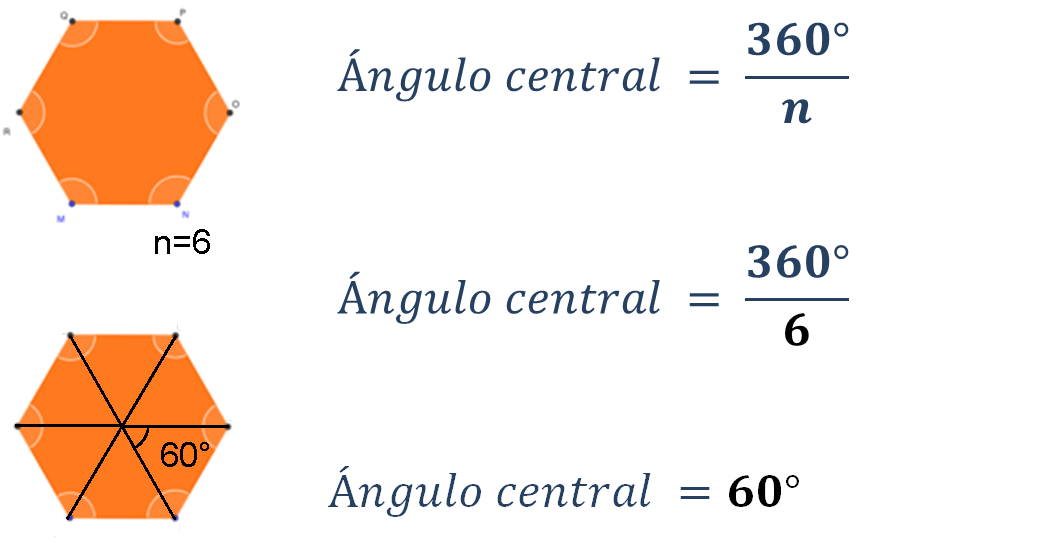 Q P
R O
M N
n=6
Ángulo central = 360° / n
Ángulo central = 360° / 6
60°
Ángulo central = 60°